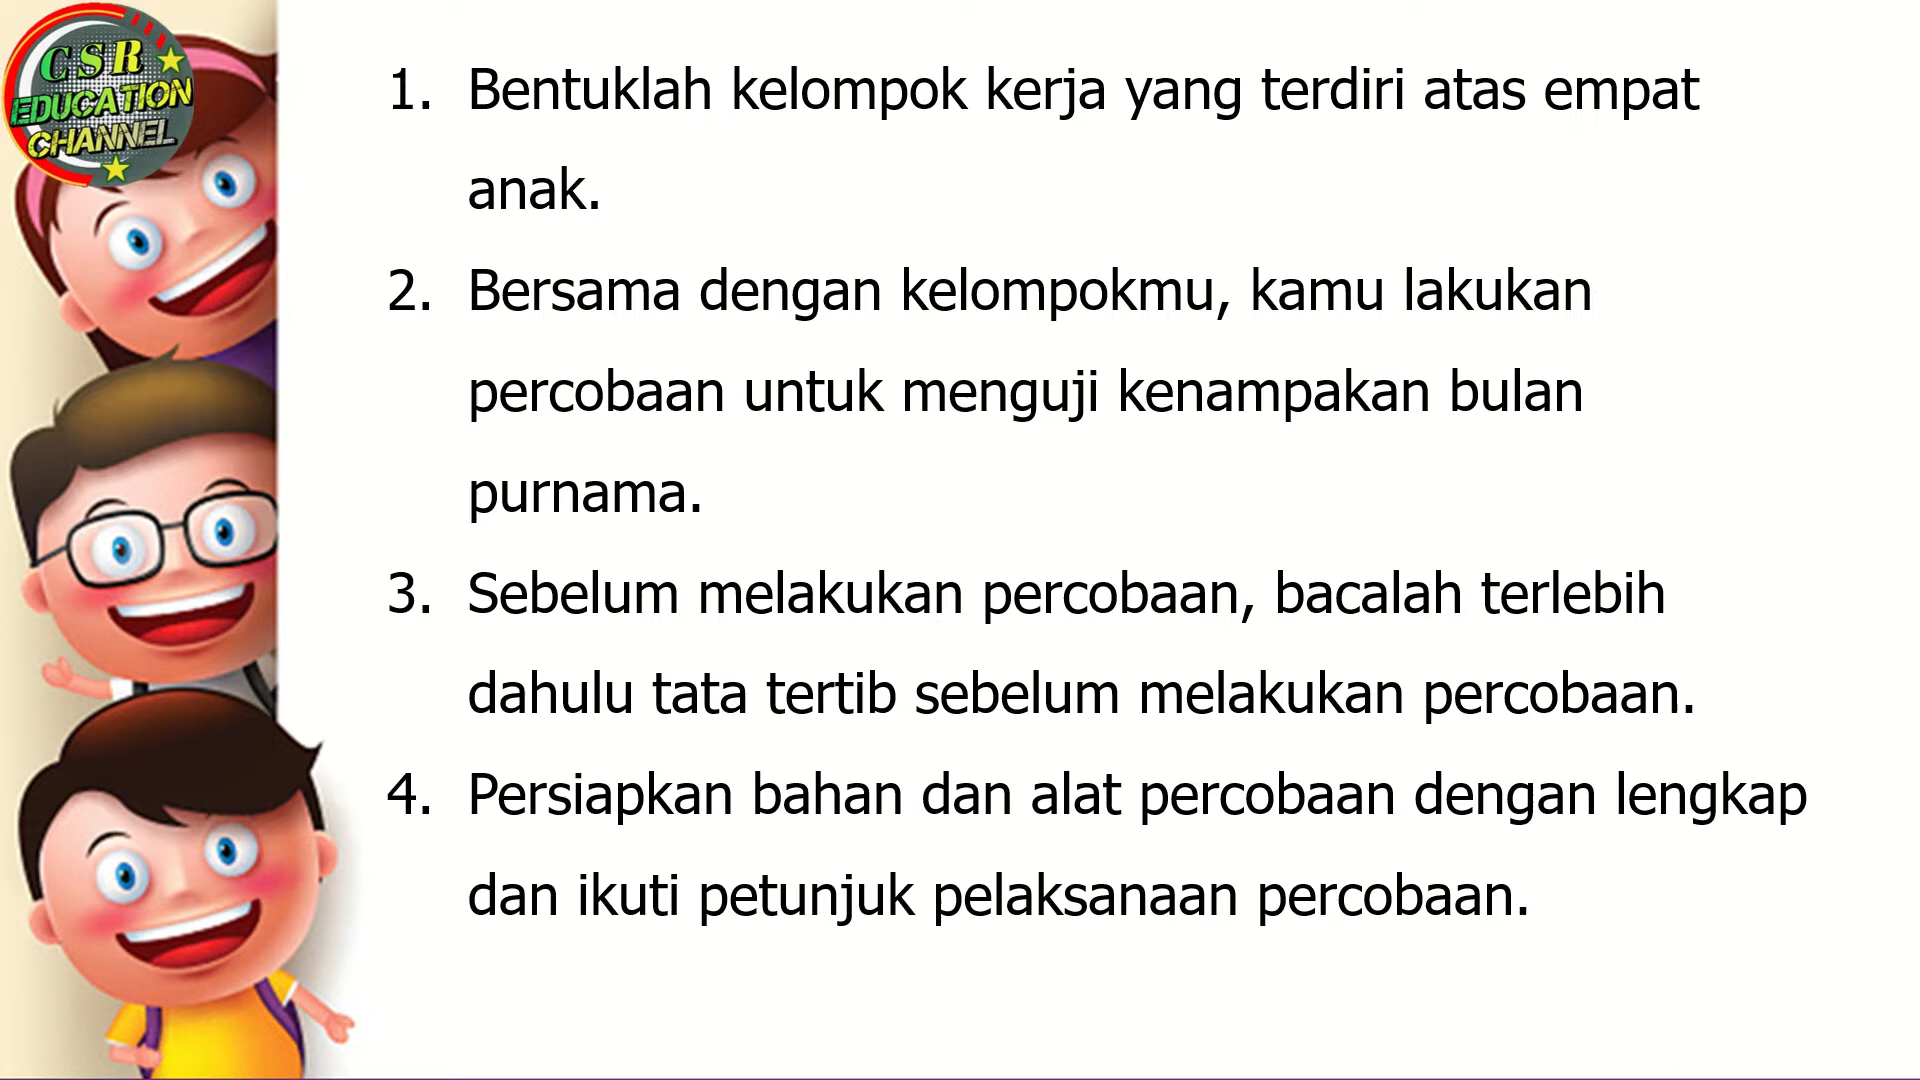 CSR
EDUCATION
CHANNEL
1. Bentuklah kelompok kerja yang terdiri atas empat
anak.
2. Bersama dengan kelompokmu, kamu lakukan
percobaan untuk menguji kenampakan bulan
purnama.
3. Sebelum melakukan percobaan, bacalah terlebih
dahulu tata tertib sebelum melakukan percobaan.
4. Persiapkan bahan dan alat percobaan dengan lengkap
dan ikuti petunjuk pelaksanaan percobaan.